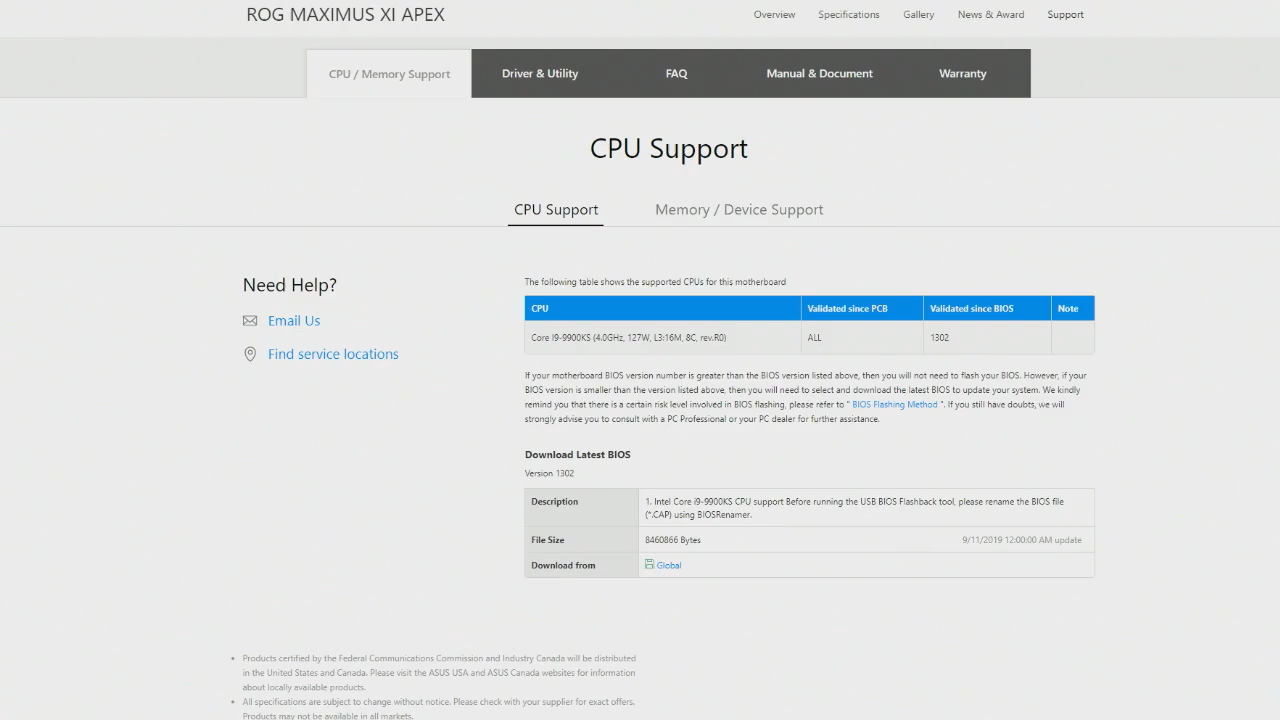 ROG MAXIMUS XI APEX
Overview Specifications Gallery News & Award Support
CPU / Memory Support Driver & Utility FAQ Manual & Document Warranty
CPU Support
CPU Support Memory / Device Support
Need Help?
Email Us
Find service locations
The following table shows the supported CPUs for this motherboard
CPU Validated since PCB Validated since BIOS Note
Core I9-9900KS (4.0GHz, 127W, L3:16M, 8C, rev.R0) ALL 1302
If your motherboard BIOS version number is greater than the BIOS version listed above, then you will not need to flash your BIOS. However, if your
BIOS version is smaller than the version listed above, then you will need to select and download the latest BIOS to update your system. We kindly
remind you that there is a certain risk level involved in BIOS flashing, please refer to " BIOS Flashing Method ". If you still have doubts, we will
strongly advise you to consult with a PC Professional or your PC dealer for further assistance.
Download Latest BIOS
Version 1302
Description 1. Intel Core i9-9900KS CPU support Before running the USB BIOS Flashback tool, please rename the BIOS file
(*.CAP) using BIOSRenamer.
File Size 8460866 Bytes 9/11/2019 12:00:00 AM update
Download from Global
• Products certified by the Federal Communications Commission and Industry Canada will be distributed
in the United States and Canada. Please visit the ASUS USA and ASUS Canada websites for information
about locally available products.
• All specifications are subject to change without notice. Please check with your supplier for exact offers.
Products may not be available in all markets.